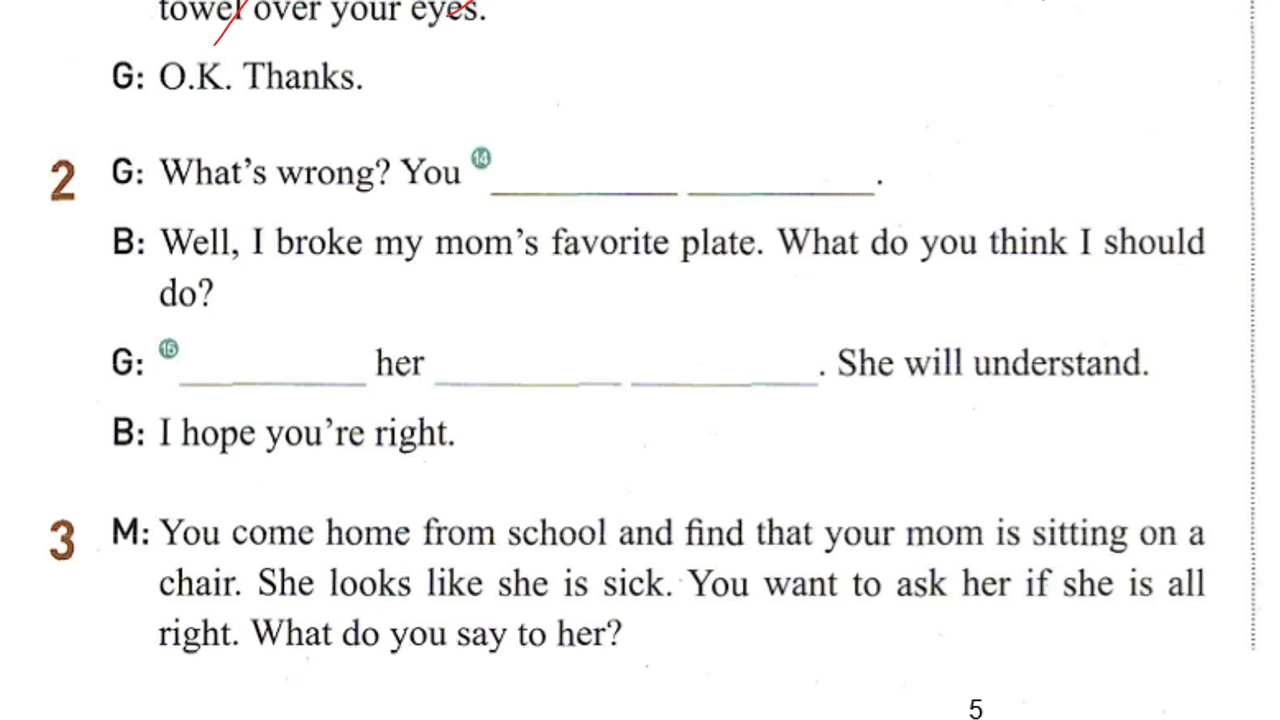 towel over your eyes.
G: O.K. Thanks.
2 G: What's wrong? You ⑭ ________ ________.
B: Well, I broke my mom's favorite plate. What do you think I should
do?
G: ⑮ ________ her ________ ________. She will understand.
B: I hope you're right.
3 M: You come home from school and find that your mom is sitting on a
chair. She looks like she is sick. You want to ask her if she is all
right. What do you say to her?
5